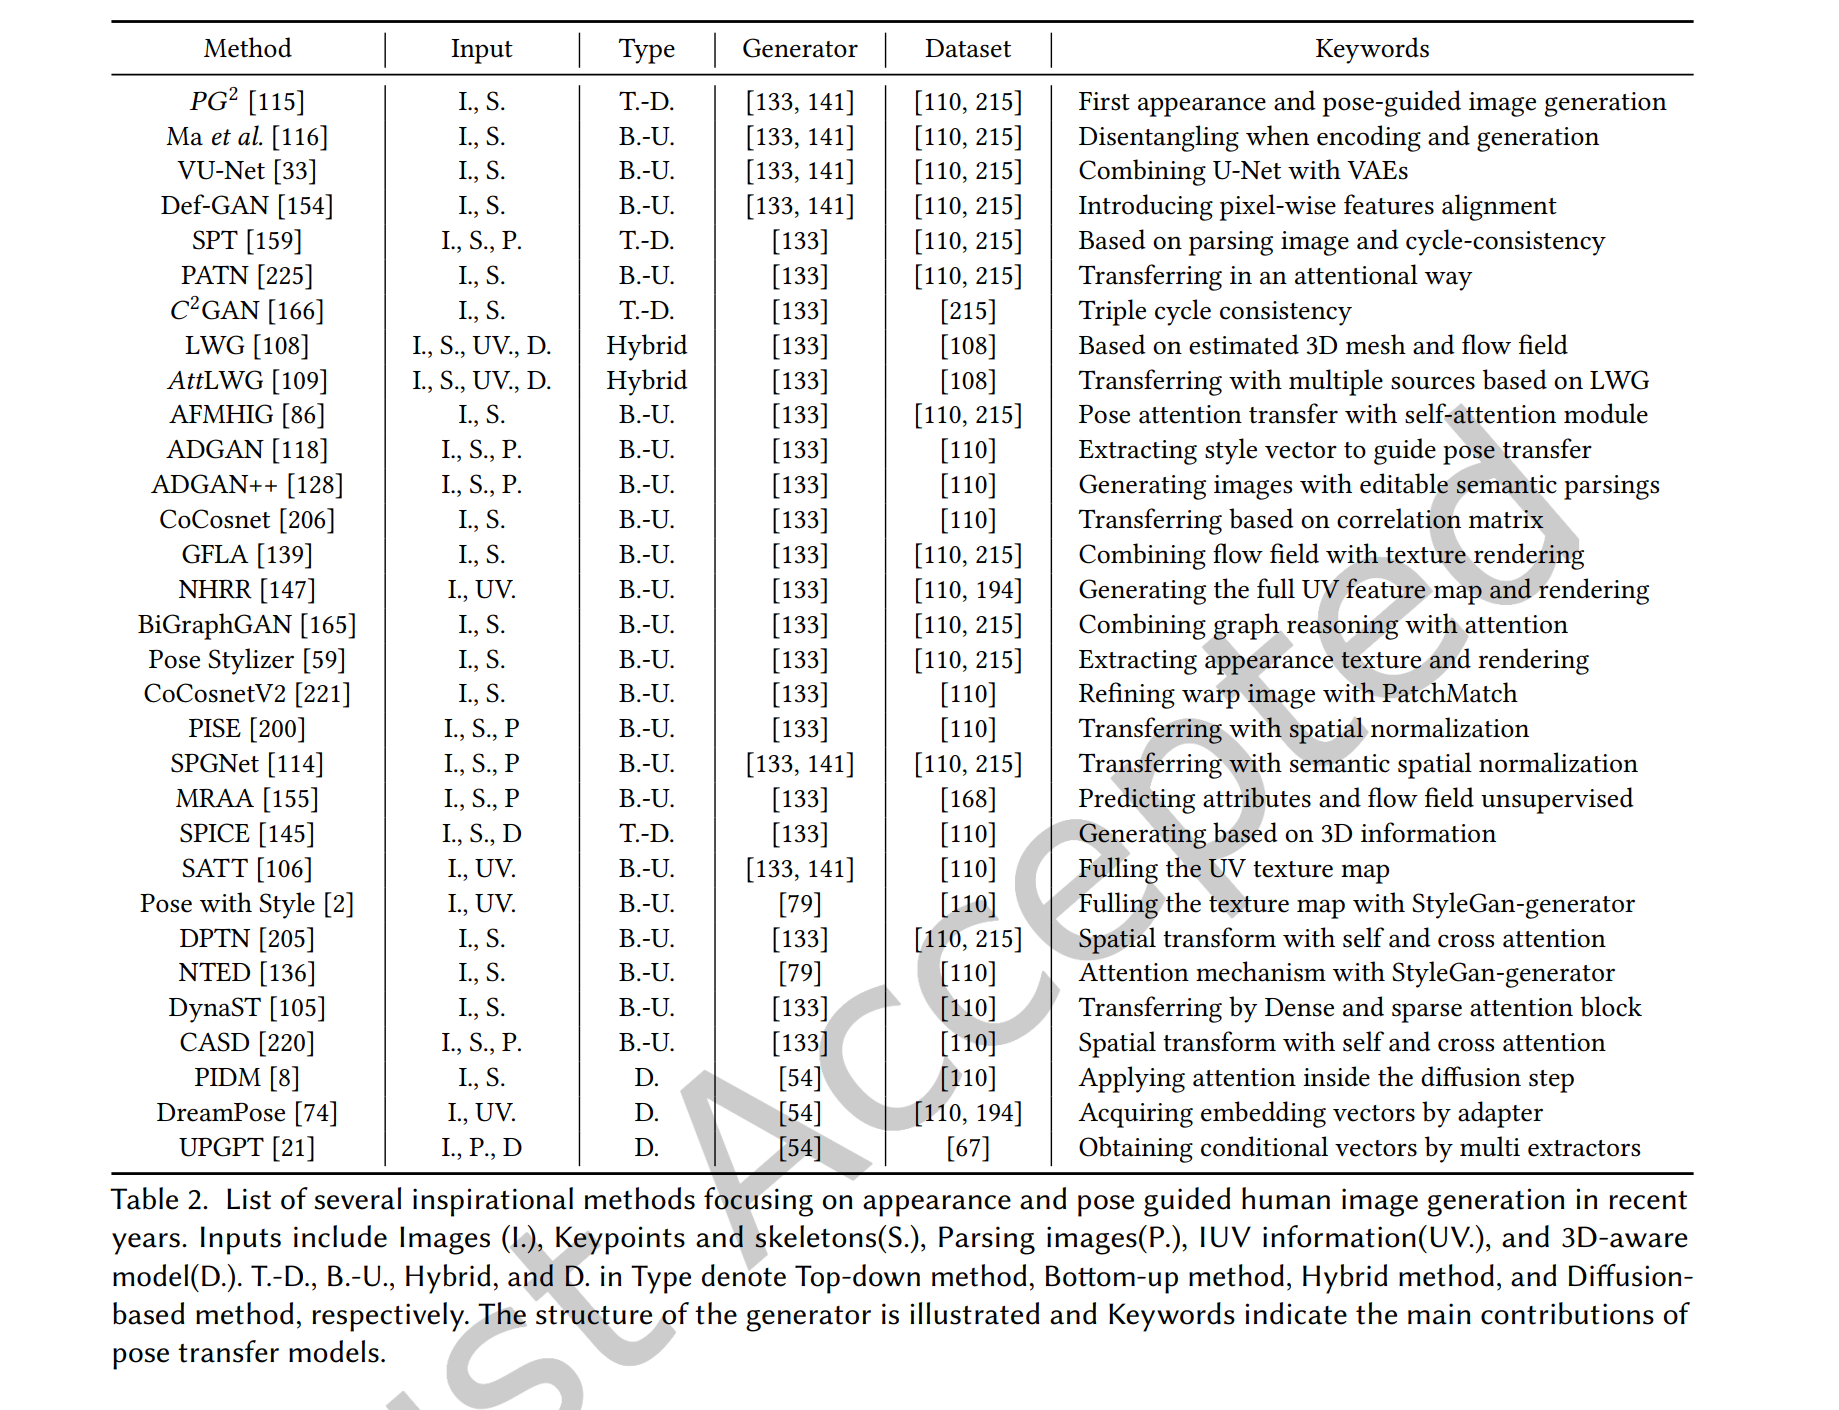 Method Input Type Generator Dataset Keywords
PG² [115] I., S. T.-D. [133, 141] [110, 215] First appearance and pose-guided image generation
Ma et al. [116] I., S. B.-U. [133, 141] [110, 215] Disentangling when encoding and generation
VU-Net [33] I., S. B.-U. [133, 141] [110, 215] Combining U-Net with VAEs
Def-GAN [154] I., S. B.-U. [133, 141] [110, 215] Introducing pixel-wise features alignment
SPT [159] I., S., P. T.-D. [133] [110, 215] Based on parsing image and cycle-consistency
PATN [225] I., S. B.-U. [133] [110, 215] Transferring in an attentional way
C²GAN [166] I., S. T.-D. [133] [215] Triple cycle consistency
LWG [108] I., S., UV., D. Hybrid [133] [108] Based on estimated 3D mesh and flow field
AttLWG [109] I., S., UV., D. Hybrid [133] [108] Transferring with multiple sources based on LWG
AFMHIG [86] I., S. B.-U. [133] [110, 215] Pose attention transfer with self-attention module
ADGAN [118] I., S., P. B.-U. [133] [110] Extracting style vector to guide pose transfer
ADGAN++ [128] I., S., P. B.-U. [133] [110] Generating images with editable semantic parsings
CoCosnet [206] I., S. B.-U. [133] [110] Transferring based on correlation matrix
GFLA [139] I., S. B.-U. [133] [110, 215] Combining flow field with texture rendering
NHRR [147] I., UV. B.-U. [133] [110, 194] Generating the full UV feature map and rendering
BiGraphGAN [165] I., S. B.-U. [133] [110, 215] Combining graph reasoning with attention
Pose Stylizer [59] I., S. B.-U. [133] [110, 215] Extracting appearance texture and rendering
CoCosnetV2 [221] I., S. B.-U. [133] [110] Refining warp image with PatchMatch
PISE [200] I., S., P B.-U. [133] [110] Transferring with spatial normalization
SPGNet [114] I., S., P B.-U. [133, 141] [110, 215] Transferring with semantic spatial normalization
MRAA [155] I., S., P B.-U. [133] [168] Predicting attributes and flow field unsupervised
SPICE [145] I., S., D T.-D. [133] [110] Generating based on 3D information
SATT [106] I., UV. B.-U. [133, 141] [110] Fulling the UV texture map
Pose with Style [2] I., UV. B.-U. [79] [110] Fulling the texture map with StyleGan-generator
DPTN [205] I., S. B.-U. [133] [110, 215] Spatial transform with self and cross attention
NTED [136] I., S. B.-U. [79] [110] Attention mechanism with StyleGan-generator
DynaST [105] I., S. B.-U. [133] [110] Transferring by Dense and sparse attention block
CASD [220] I., S., P. B.-U. [133] [110] Spatial transform with self and cross attention
PIDM [8] I., S. D. [54] [110] Applying attention inside the diffusion step
DreamPose [74] I., UV. D. [54] [110, 194] Acquiring embedding vectors by adapter
UPGPT [21] I., P., D D. [54] [67] Obtaining conditional vectors by multi extractors
Table 2. List of several inspirational methods focusing on appearance and pose guided human image generation in recent
years. Inputs include Images (I.), Keypoints and skeletons(S.), Parsing images(P.), IUV information(UV.), and 3D-aware
model(D.). T.-D., B.-U., Hybrid, and D. in Type denote Top-down method, Bottom-up method, Hybrid method, and Diffusion-
based method, respectively. The structure of the generator is illustrated and Keywords indicate the main contributions of
pose transfer models.
ust Accepted